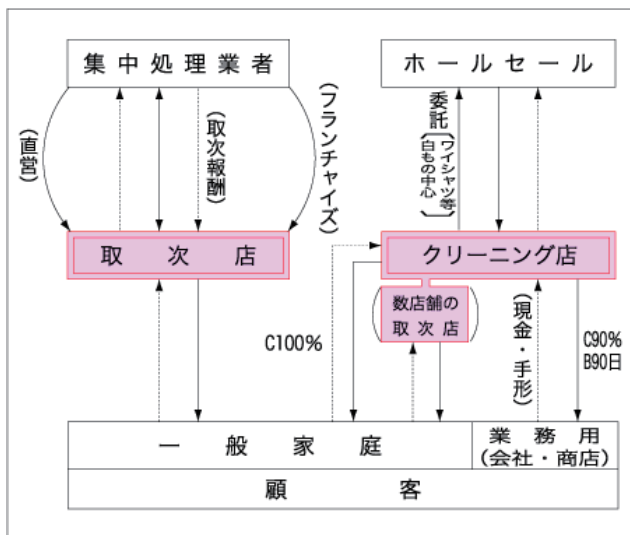 集中処理業者
ホールセール
(直営)
(取次報酬)
(フランチャイズ)
委託
〔ワイシャツ等
白もの中心〕
取次店
クリーニング店
(数店舗の
取次店)
C100%
(現金・手形)
C90%
B90日
一般家庭
業務用
(会社・商店)
顧客